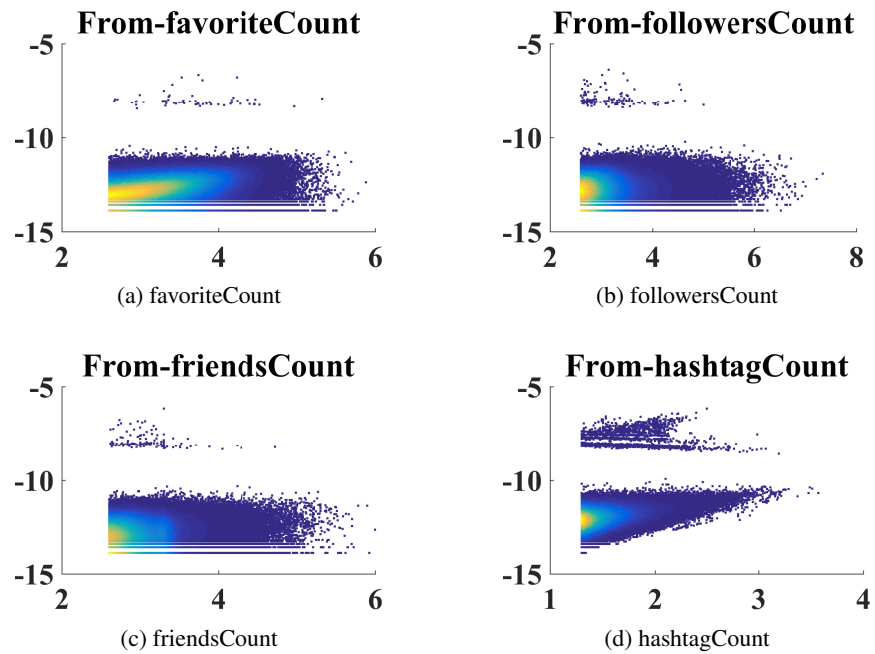 From-favoriteCount
-5
-10
-15
2 4 6
(a) favoriteCount
From-followersCount
-5
-10
-15
2 4 6 8
(b) followersCount
From-friendsCount
-5
-10
-15
2 4 6
(c) friendsCount
From-hashtagCount
-5
-10
-15
1 2 3 4
(d) hashtagCount